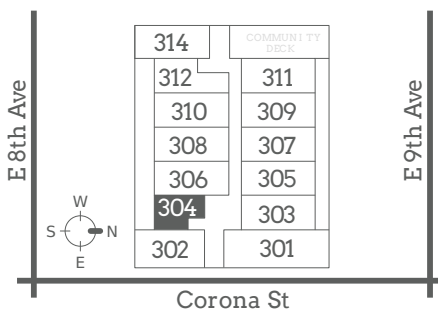 314
COMMUNITY
DECK
312
311
310
309
308
307
306
305
304
303
302
301
E 8th Ave
E 9th Ave
W
S
N
E
Corona St